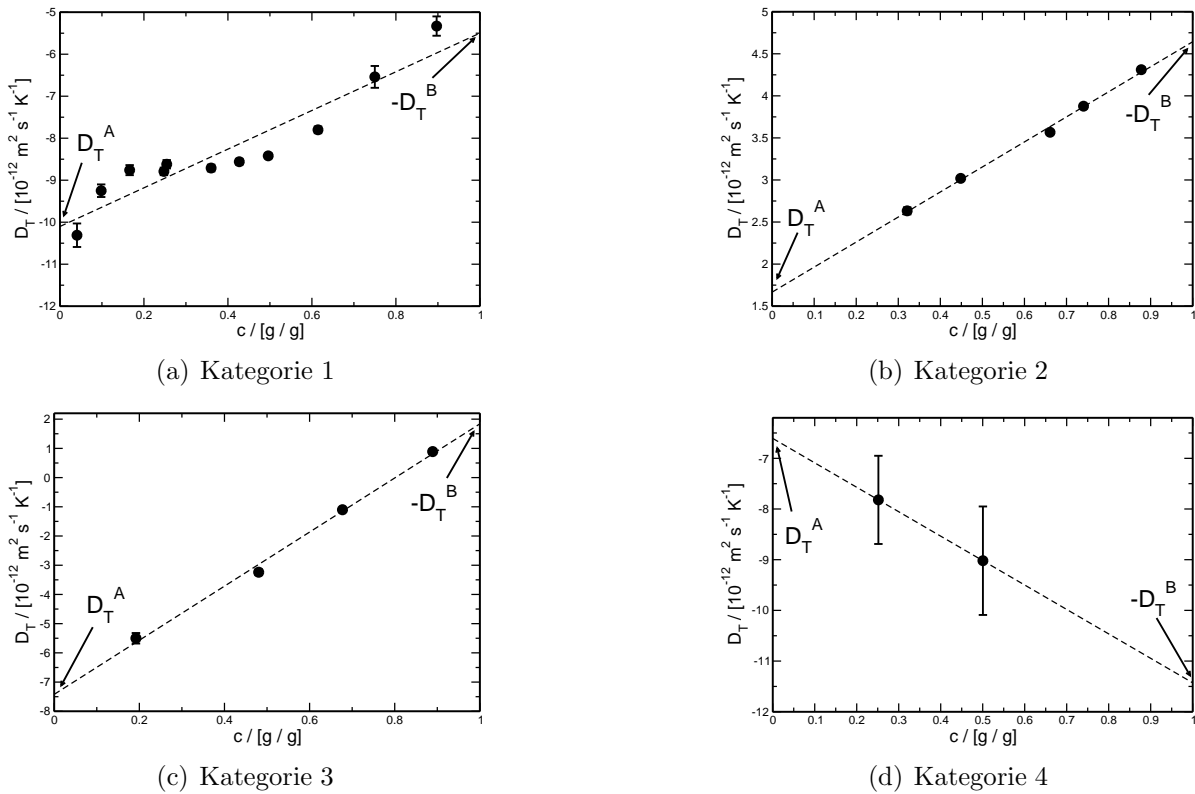 -5
-6
-7
-8
-9
-10
-11
-12
D_T / [10^-12 m^2 s^-1 K^-1]
D_T^A
-D_T^B
0 0.2 0.4 0.6 0.8 1
c / [g / g]
(a) Kategorie 1
5
4.5
4
3.5
3
2.5
2
1.5
D_T / [10^-12 m^2 s^-1 K^-1]
-D_T^B
D_T^A
0 0.1 0.2 0.3 0.4 0.5 0.6 0.7 0.8 0.9 1
c / [g / g]
(b) Kategorie 2
2
1
0
-1
-2
-3
-4
-5
-6
-7
-8
D_T / [10^-12 m^2 s^-1 K^-1]
-D_T^B
D_T^A
0 0.2 0.4 0.6 0.8 1
c / [g / g]
(c) Kategorie 3
-7
-8
-9
-10
-11
-12
D_T / [10^-12 m^2 s^-1 K^-1]
D_T^A
-D_T^B
0 0.1 0.2 0.3 0.4 0.5 0.6 0.7 0.8 0.9 1
c / [g / g]
(d) Kategorie 4